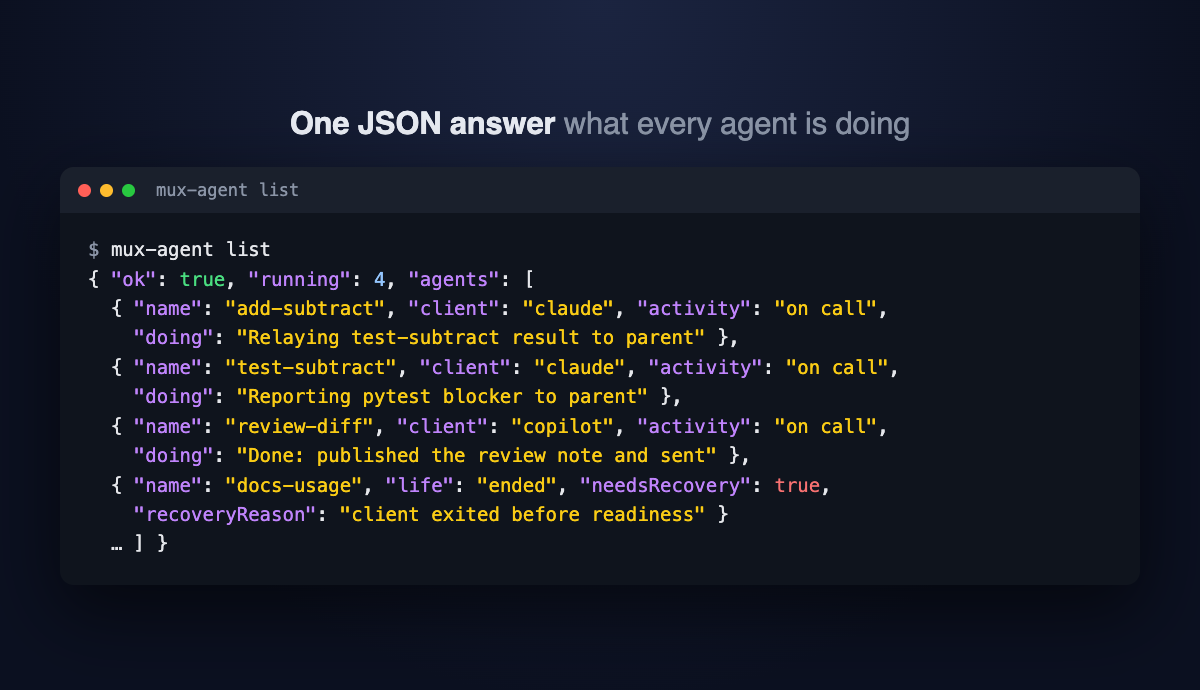 One JSON answer what every agent is doing
mux-agent list
$ mux-agent list
{ "ok": true, "running": 4, "agents": [
{ "name": "add-subtract", "client": "claude", "activity": "on call",
"doing": "Relaying test-subtract result to parent" },
{ "name": "test-subtract", "client": "claude", "activity": "on call",
"doing": "Reporting pytest blocker to parent" },
{ "name": "review-diff", "client": "copilot", "activity": "on call",
"doing": "Done: published the review note and sent" },
{ "name": "docs-usage", "life": "ended", "needsRecovery": true,
"recoveryReason": "client exited before readiness" }
… ] }